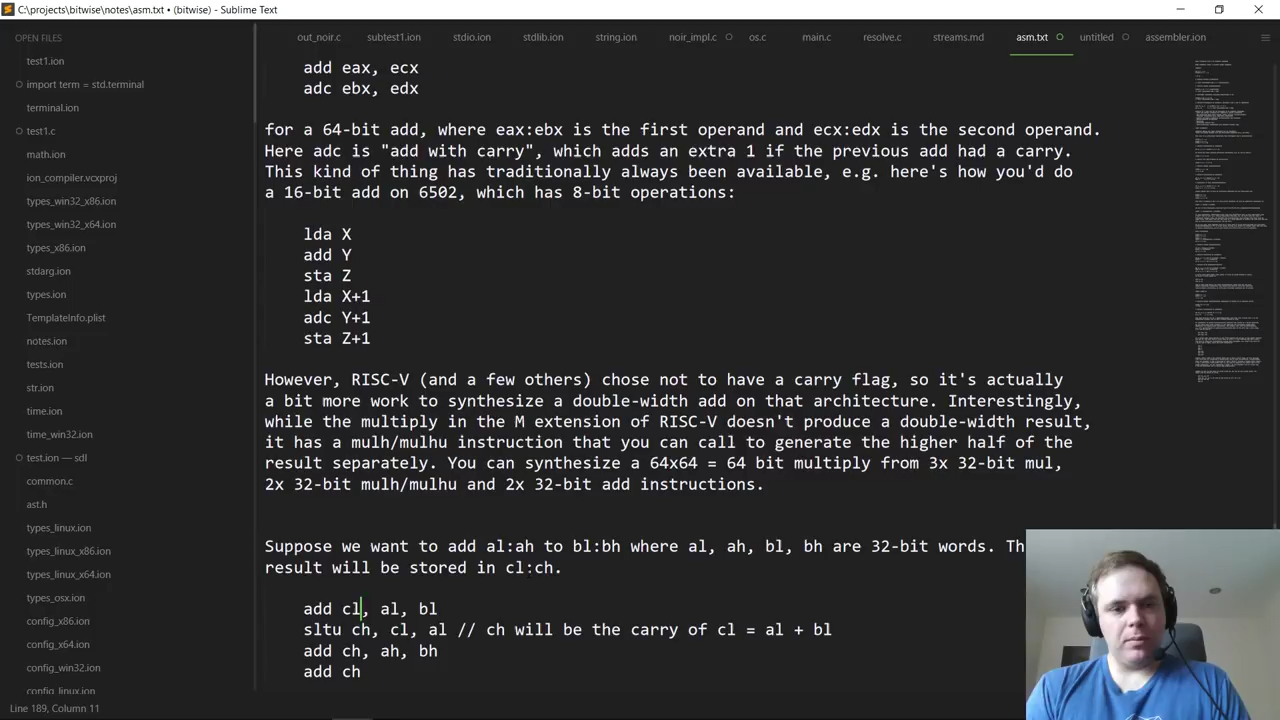 C:\projects\bitwise\notes\asm.txt • (bitwise) - Sublime Text
OPEN FILES
test1.ion
import term = std.terminal
terminal.ion
test1.c
math.ion
ion_compiler.vcxproj
types_win32_x86.ion
types_win32_x64.ion
types_x86.ion
stdarg.ion
types.ion
TemplateInfo.plist
notes.ion
tests.ion
str.ion
time.ion
time_win32.ion
test.ion — sdl
common.c
ast.h
types_linux.ion
types_linux_x86.ion
types_linux_x64.ion
types_osx.ion
config_x86.ion
config_x64.ion
config_win32.ion
config_linux.ion
out_noir.c subtest1.ion stdio.ion stdlib.ion string.ion noir_impl.c os.c main.c resolve.c streams.md asm.txt untitled assembler.ion
add eax, ecx
adc ebx, edx
for a 64-bit add, where eax:ebx is the first operand and ecx:edx is the second operand.
Here adc is "add with carry", which adds an extra 1 if the previous add had a carry.
This kind of thing has traditionally always been desirable, e.g. here's how you'd do
a 16-bit add on 6502, which has 8-bit operations:
lda X
add Y
sta Z
lda X+1
adc Y+1
sta Z+1
However, RISC-V (and a few others) chose not to have a carry flag, so it's actually
a bit more work to synthesize a double-width add on that architecture. Interestingly,
while the multiply in the M extension of RISC-V doesn't produce a double-width result,
it has a mulh/mulhu instruction that you can call to generate the higher half of the
result separately. You can synthesize a 64x64 = 64 bit multiply from 3x 32-bit mul,
2x 32-bit mulh/mulhu and 2x 32-bit add instructions.
Suppose we want to add al:ah to bl:bh where al, ah, bl, bh are 32-bit words. Th
result will be stored in cl:ch.
add cl, al, bl
sltu ch, cl, al // ch will be the carry of cl = al + bl
add ch, ah, bh
add ch
Line 189, Column 11